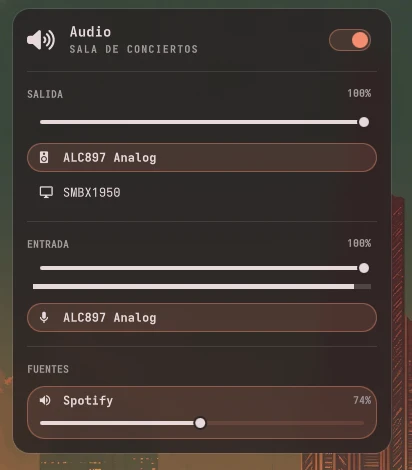 Audio
SALA DE CONCIERTOS
SALIDA 100%
ALC897 Analog
SMBX1950
ENTRADA 100%
ALC897 Analog
FUENTES
Spotify 74%